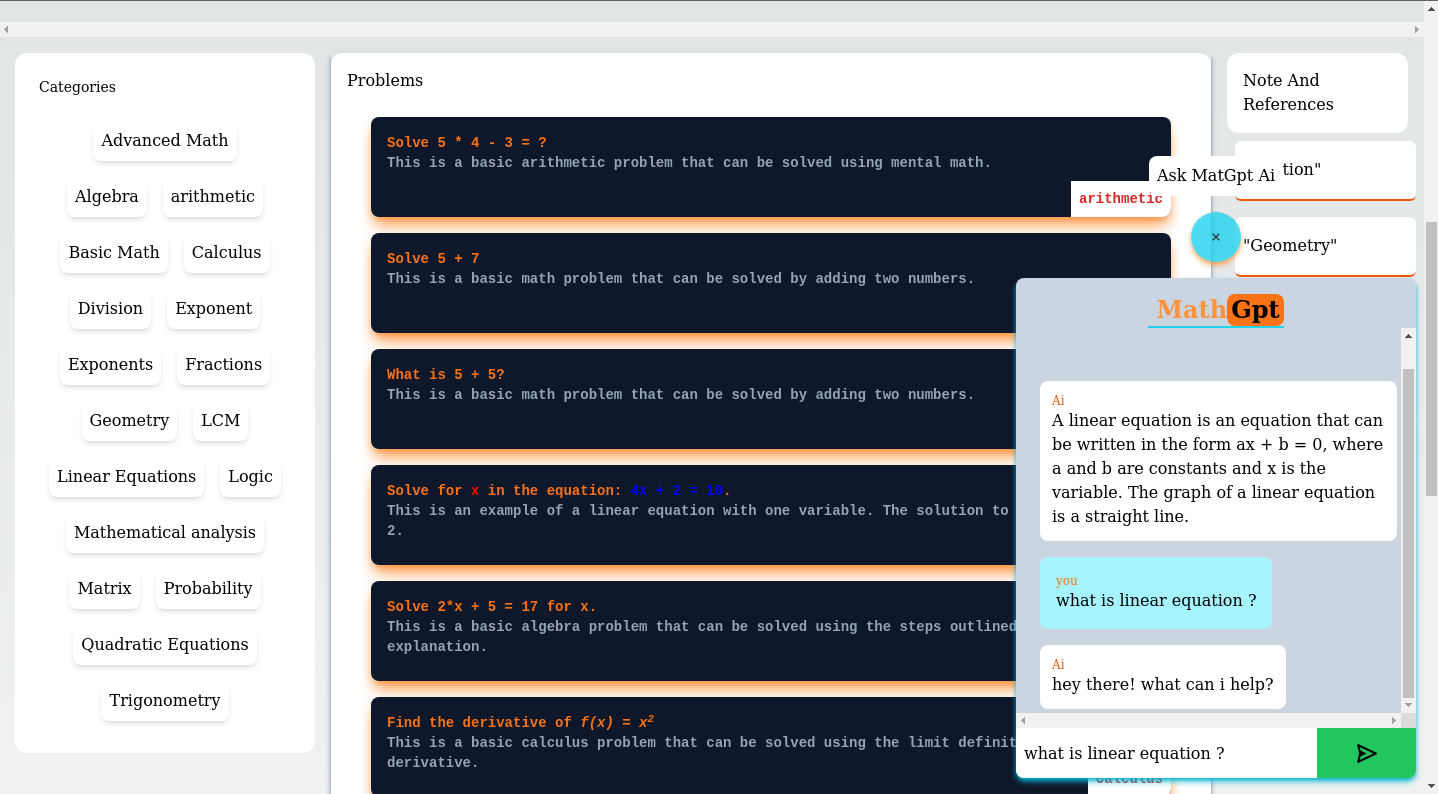 Categories
Advanced Math
Algebra
arithmetic
Basic Math
Calculus
Division
Exponent
Exponents
Fractions
Geometry
LCM
Linear Equations
Logic
Mathematical analysis
Matrix
Probability
Quadratic Equations
Trigonometry
Problems
Solve 5 * 4 - 3 = ?
This is a basic arithmetic problem that can be solved using mental math.
arithmetic
Solve 5 + 7
This is a basic math problem that can be solved by adding two numbers.
What is 5 + 5?
This is a basic math problem that can be solved by adding two numbers.
Solve for x in the equation: 4x + 2 = 10.
This is an example of a linear equation with one variable. The solution to
2.
Solve 2*x + 5 = 17 for x.
This is a basic algebra problem that can be solved using the steps outlined
explanation.
Find the derivative of f(x) = x²
This is a basic calculus problem that can be solved using the limit definit
derivative.
Calculus
Note And
References
tion"
"Geometry"
Ask MatGpt Ai
×
MathGpt
Ai
A linear equation is an equation that can
be written in the form ax + b = 0, where
a and b are constants and x is the
variable. The graph of a linear equation
is a straight line.
you
what is linear equation ?
Ai
hey there! what can i help?
what is linear equation ?